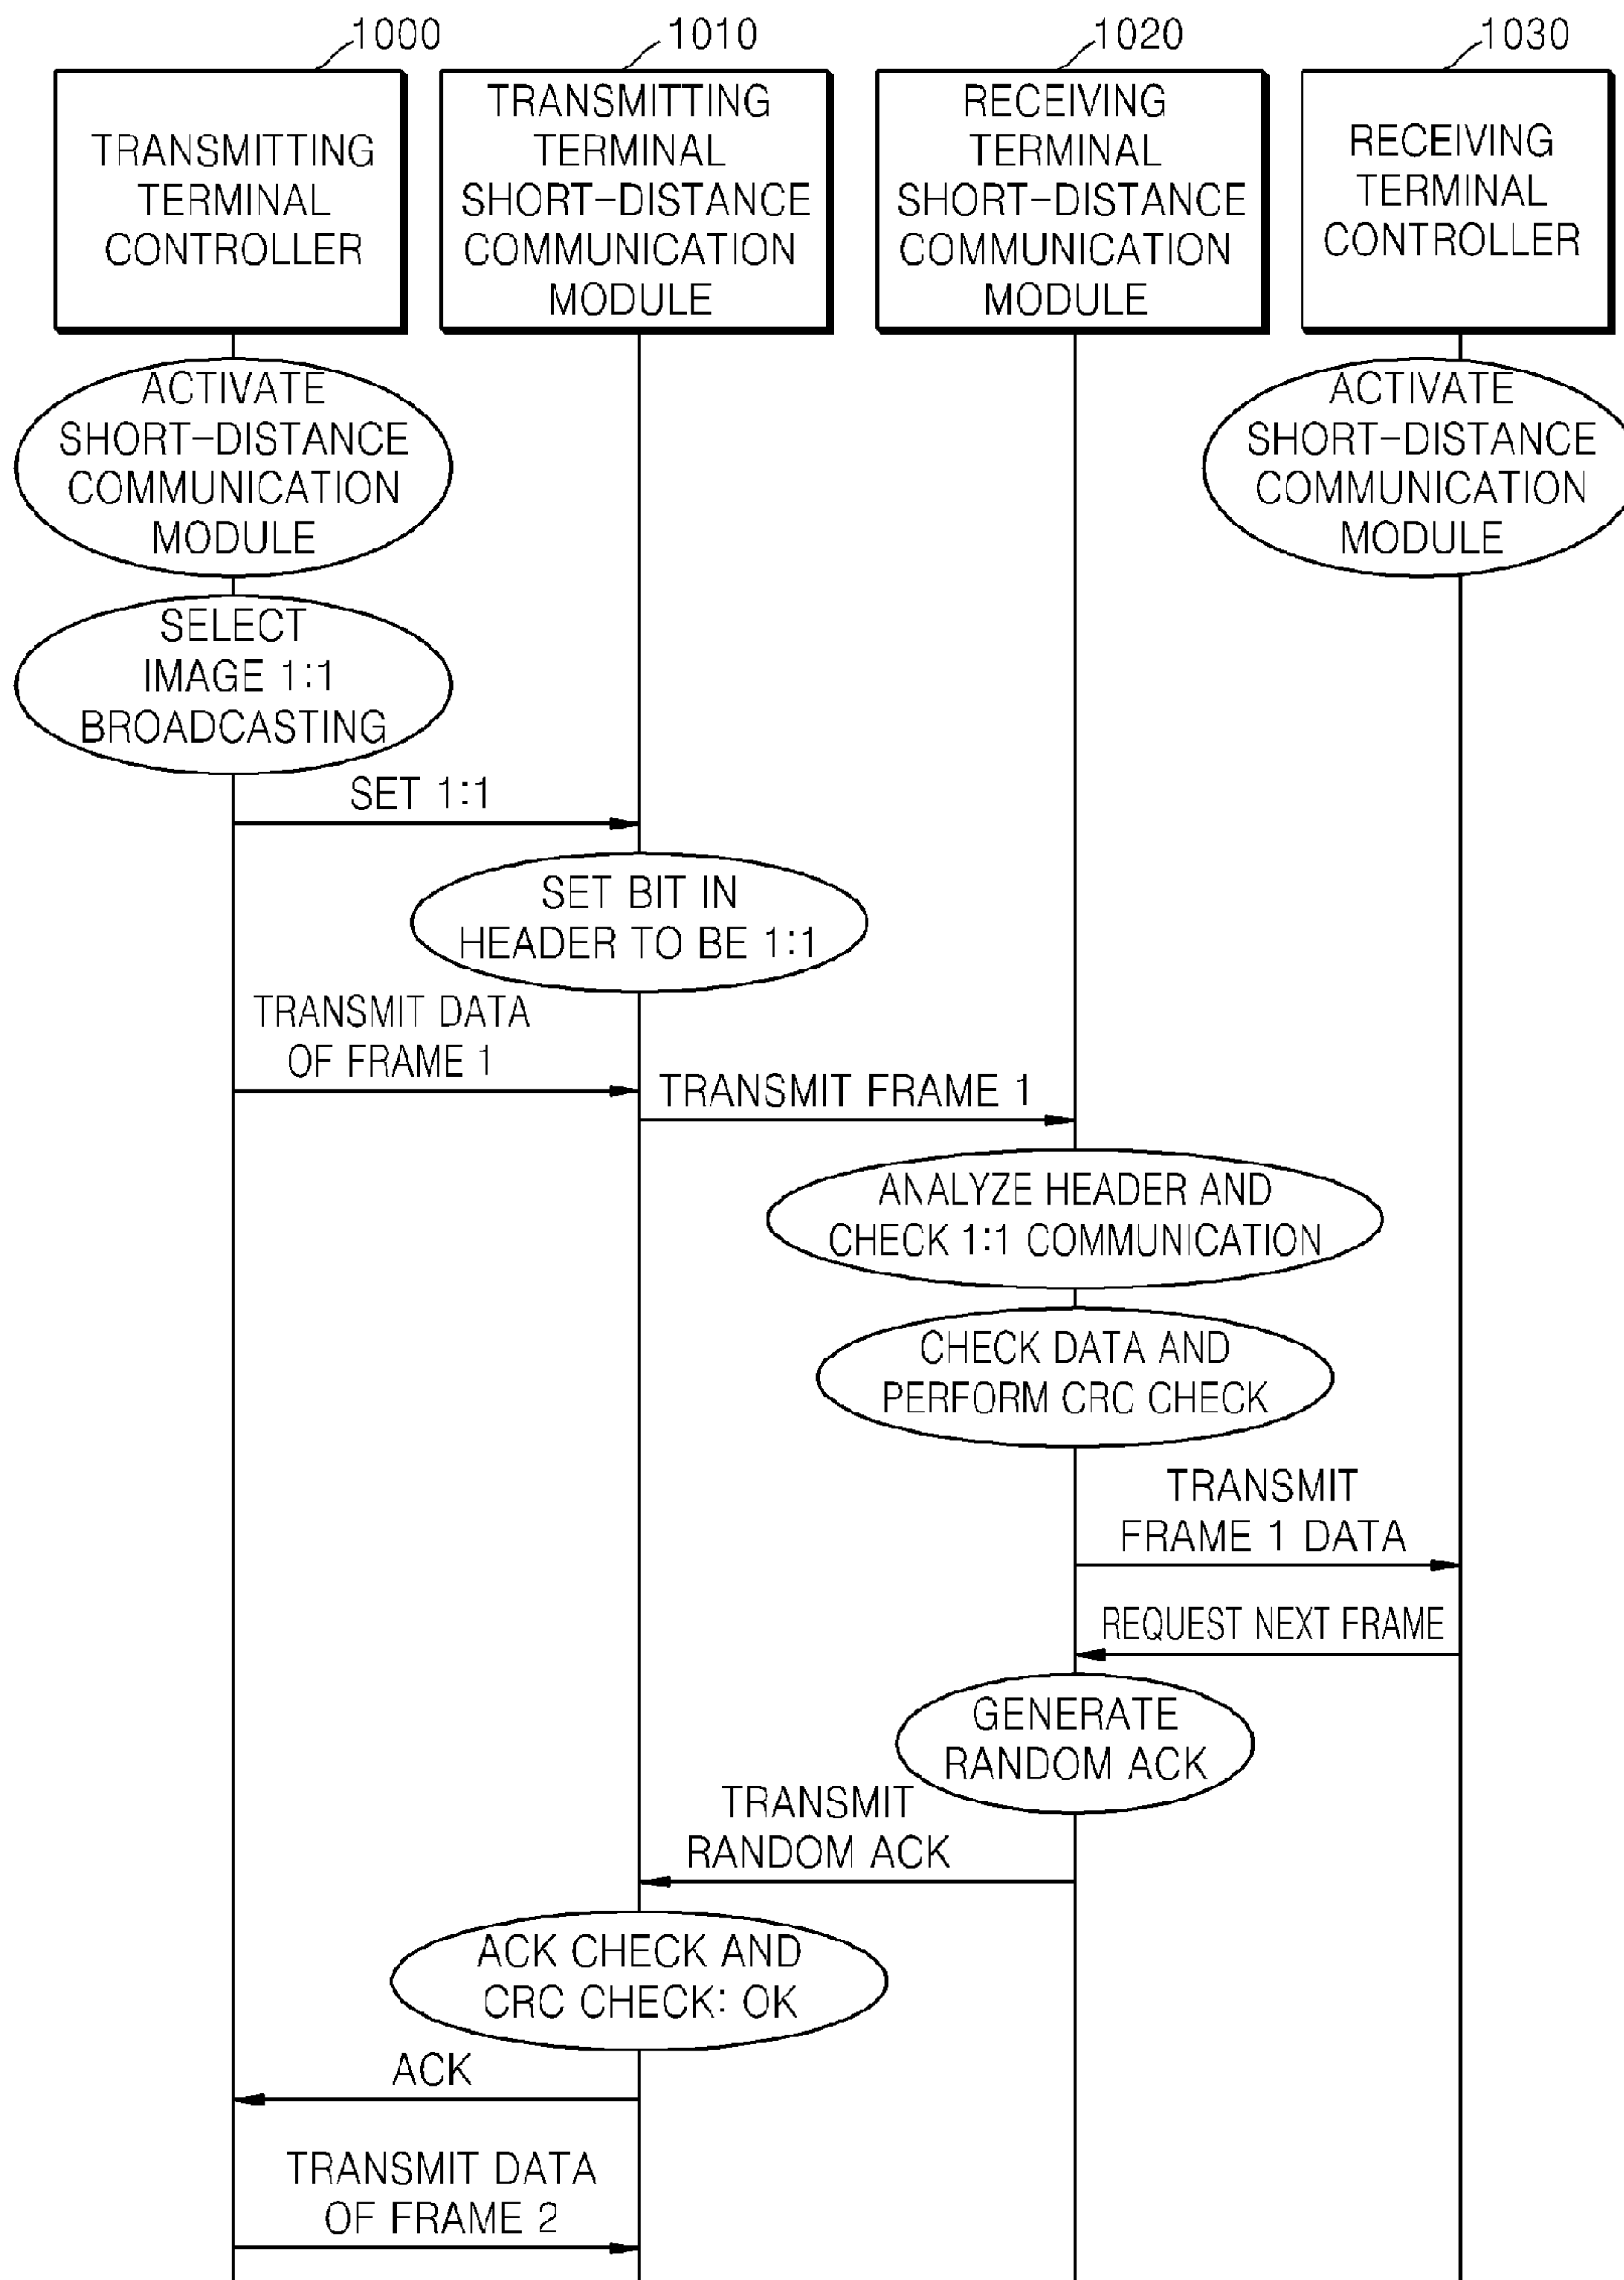 1000
1010
1020
1030
TRANSMITTING
TERMINAL
CONTROLLER
TRANSMITTING
TERMINAL
SHORT-DISTANCE
COMMUNICATION
MODULE
RECEIVING
TERMINAL
SHORT-DISTANCE
COMMUNICATION
MODULE
RECEIVING
TERMINAL
CONTROLLER
ACTIVATE
SHORT-DISTANCE
COMMUNICATION
MODULE
ACTIVATE
SHORT-DISTANCE
COMMUNICATION
MODULE
SELECT
IMAGE 1:1
BROADCASTING
SET 1:1
SET BIT IN
HEADER TO BE 1:1
TRANSMIT DATA
OF FRAME 1
TRANSMIT FRAME 1
ANALYZE HEADER AND
CHECK 1:1 COMMUNICATION
CHECK DATA AND
PERFORM CRC CHECK
TRANSMIT
FRAME 1 DATA
REQUEST NEXT FRAME
GENERATE
RANDOM ACK
TRANSMIT
RANDOM ACK
ACK CHECK AND
CRC CHECK: OK
ACK
TRANSMIT DATA
OF FRAME 2